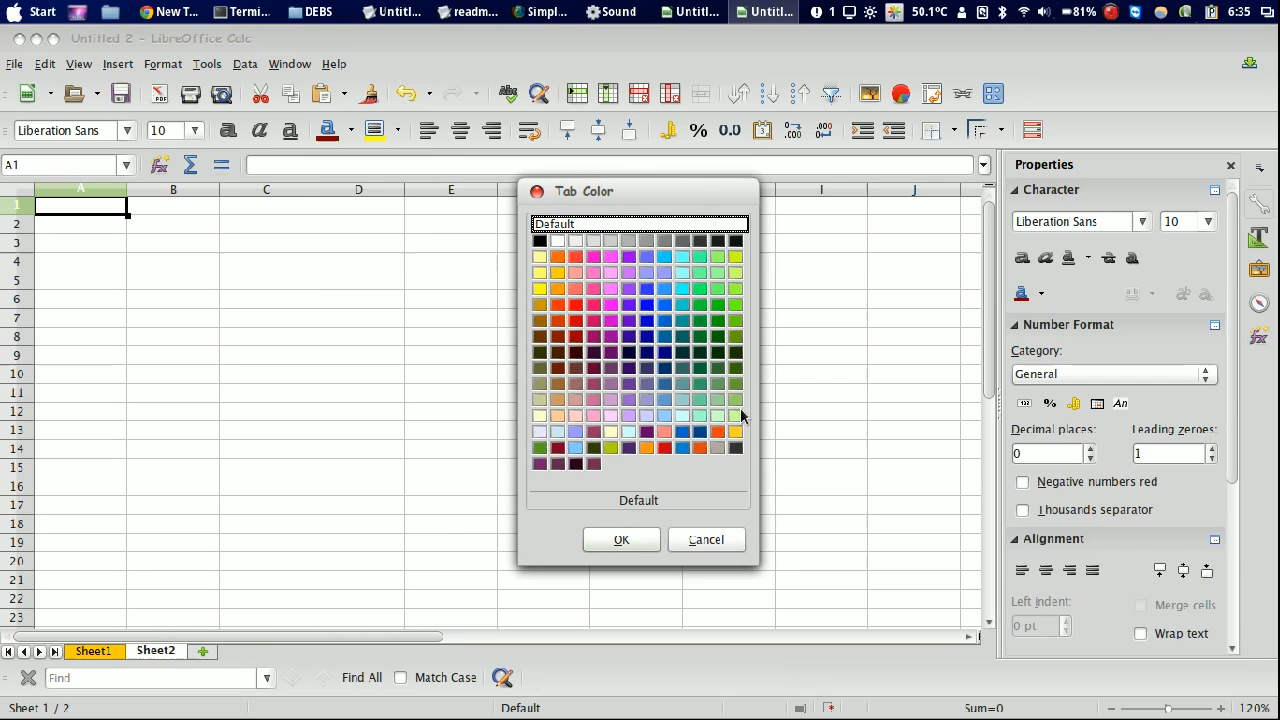 Start New T... Termi... DEBS Untitl... readm... Simpl... Sound Untitl... Untitl... 1 50.1°C 81% 6:35
Untitled 2 - LibreOffice Calc
File Edit View Insert Format Tools Data Window Help
Liberation Sans 10 a a a a % 0.0
A1 fx Σ =
Properties
A B C D E I J
Character
1
2
3
4
5
6
7
8
9
10
11
12
13
14
15
16
17
18
19
20
21
22
23
Tab Color
Default
Default
OK Cancel
Liberation Sans 10
Number Format
Category:
General
% An
Decimal places: Leading zeroes:
0 1
Negative numbers red
Thousands separator
Alignment
Left indent: Merge cells
0 pt Wrap text
Sheet1 Sheet2
Find Find All Match Case
Sheet 1 / 2 Default Sum=0 120%